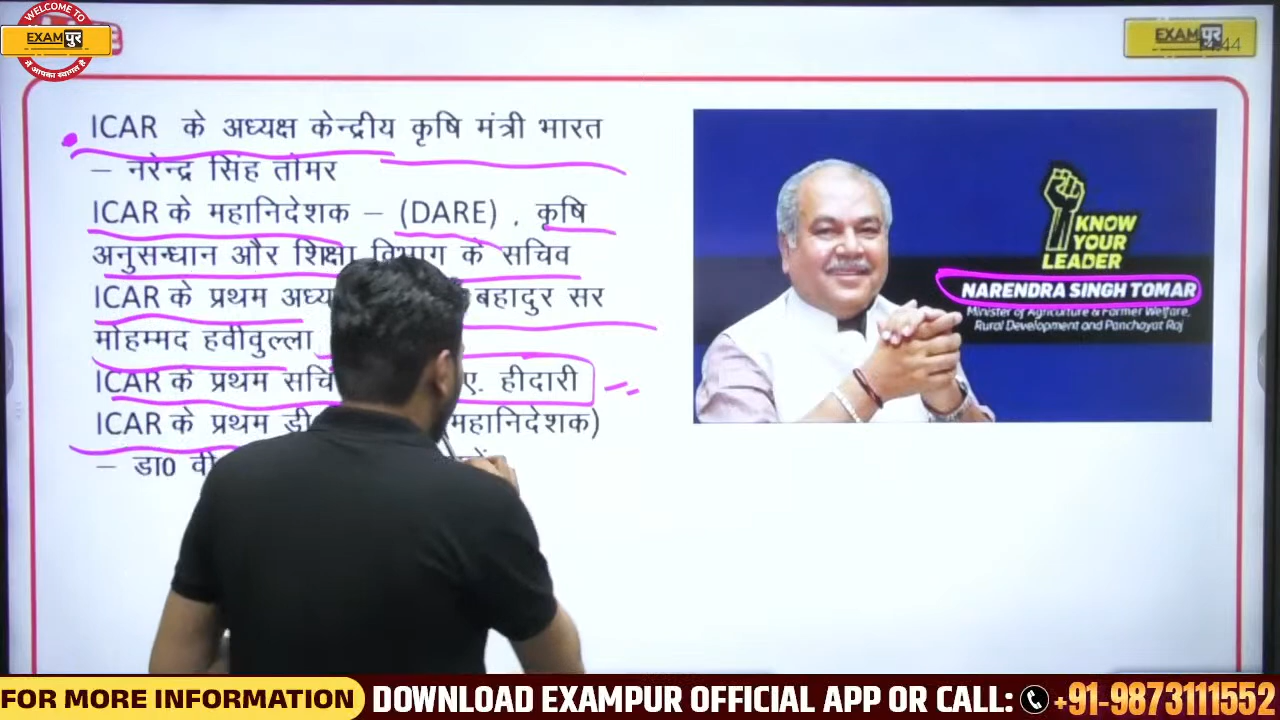 WELCOME TO
EXAMपुर
में आपका स्वागत है
EXAMपुर
ICAR के अध्यक्ष केन्द्रीय कृषि मंत्री भारत
– नरेन्द्र सिंह तोमर
ICAR के महानिदेशक – (DARE) , कृषि
अनुसन्धान और शिक्षा विभाग के सचिव
ICAR के प्रथम बहादुर सर
मोहम्मद हवीवुल्ला
ICAR के प्रथम ए. हीदारी
ICAR के प्रथम महानिदेशक)
– डा0
KNOW
YOUR
LEADER
NARENDRA SINGH TOMAR
Minister of Agriculture & Farmer Welfare,
Rural Development and Panchayat Raj
FOR MORE INFORMATION DOWNLOAD EXAMPUR OFFICIAL APP OR CALL: +91-9873111552